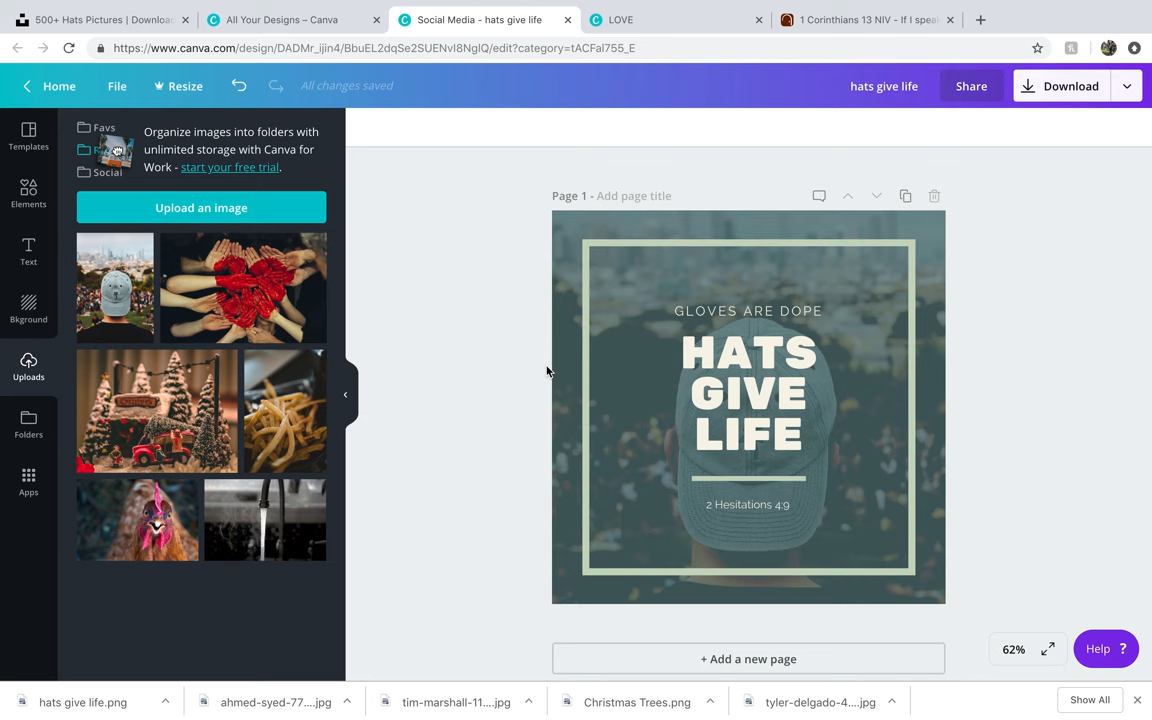 500+ Hats Pictures | Downloac
All Your Designs – Canva
Social Media - hats give life
LOVE
1 Corinthians 13 NIV - If I speak
https://www.canva.com/design/DADMr_ijin4/BbuEL2dqSe2SUENvI8NglQ/edit?category=tACFal755_E
Home File Resize All changes saved hats give life Share Download
Templates
Elements
Text
Bkground
Uploads
Folders
Apps
Favs
Social
Organize images into folders with
unlimited storage with Canva for
Work - start your free trial.
Upload an image
Page 1 - Add page title
GLOVES ARE DOPE
HATS
GIVE
LIFE
2 Hesitations 4:9
+ Add a new page
62%
Help ?
hats give life.png
ahmed-syed-77....jpg
tim-marshall-11....jpg
Christmas Trees.png
tyler-delgado-4....jpg
Show All